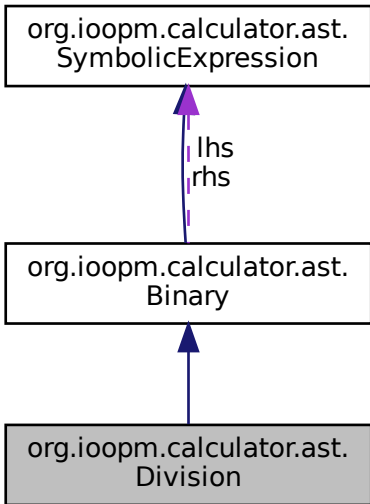 org.ioopm.calculator.ast.
SymbolicExpression
lhs
rhs
org.ioopm.calculator.ast.
Binary
org.ioopm.calculator.ast.
Division